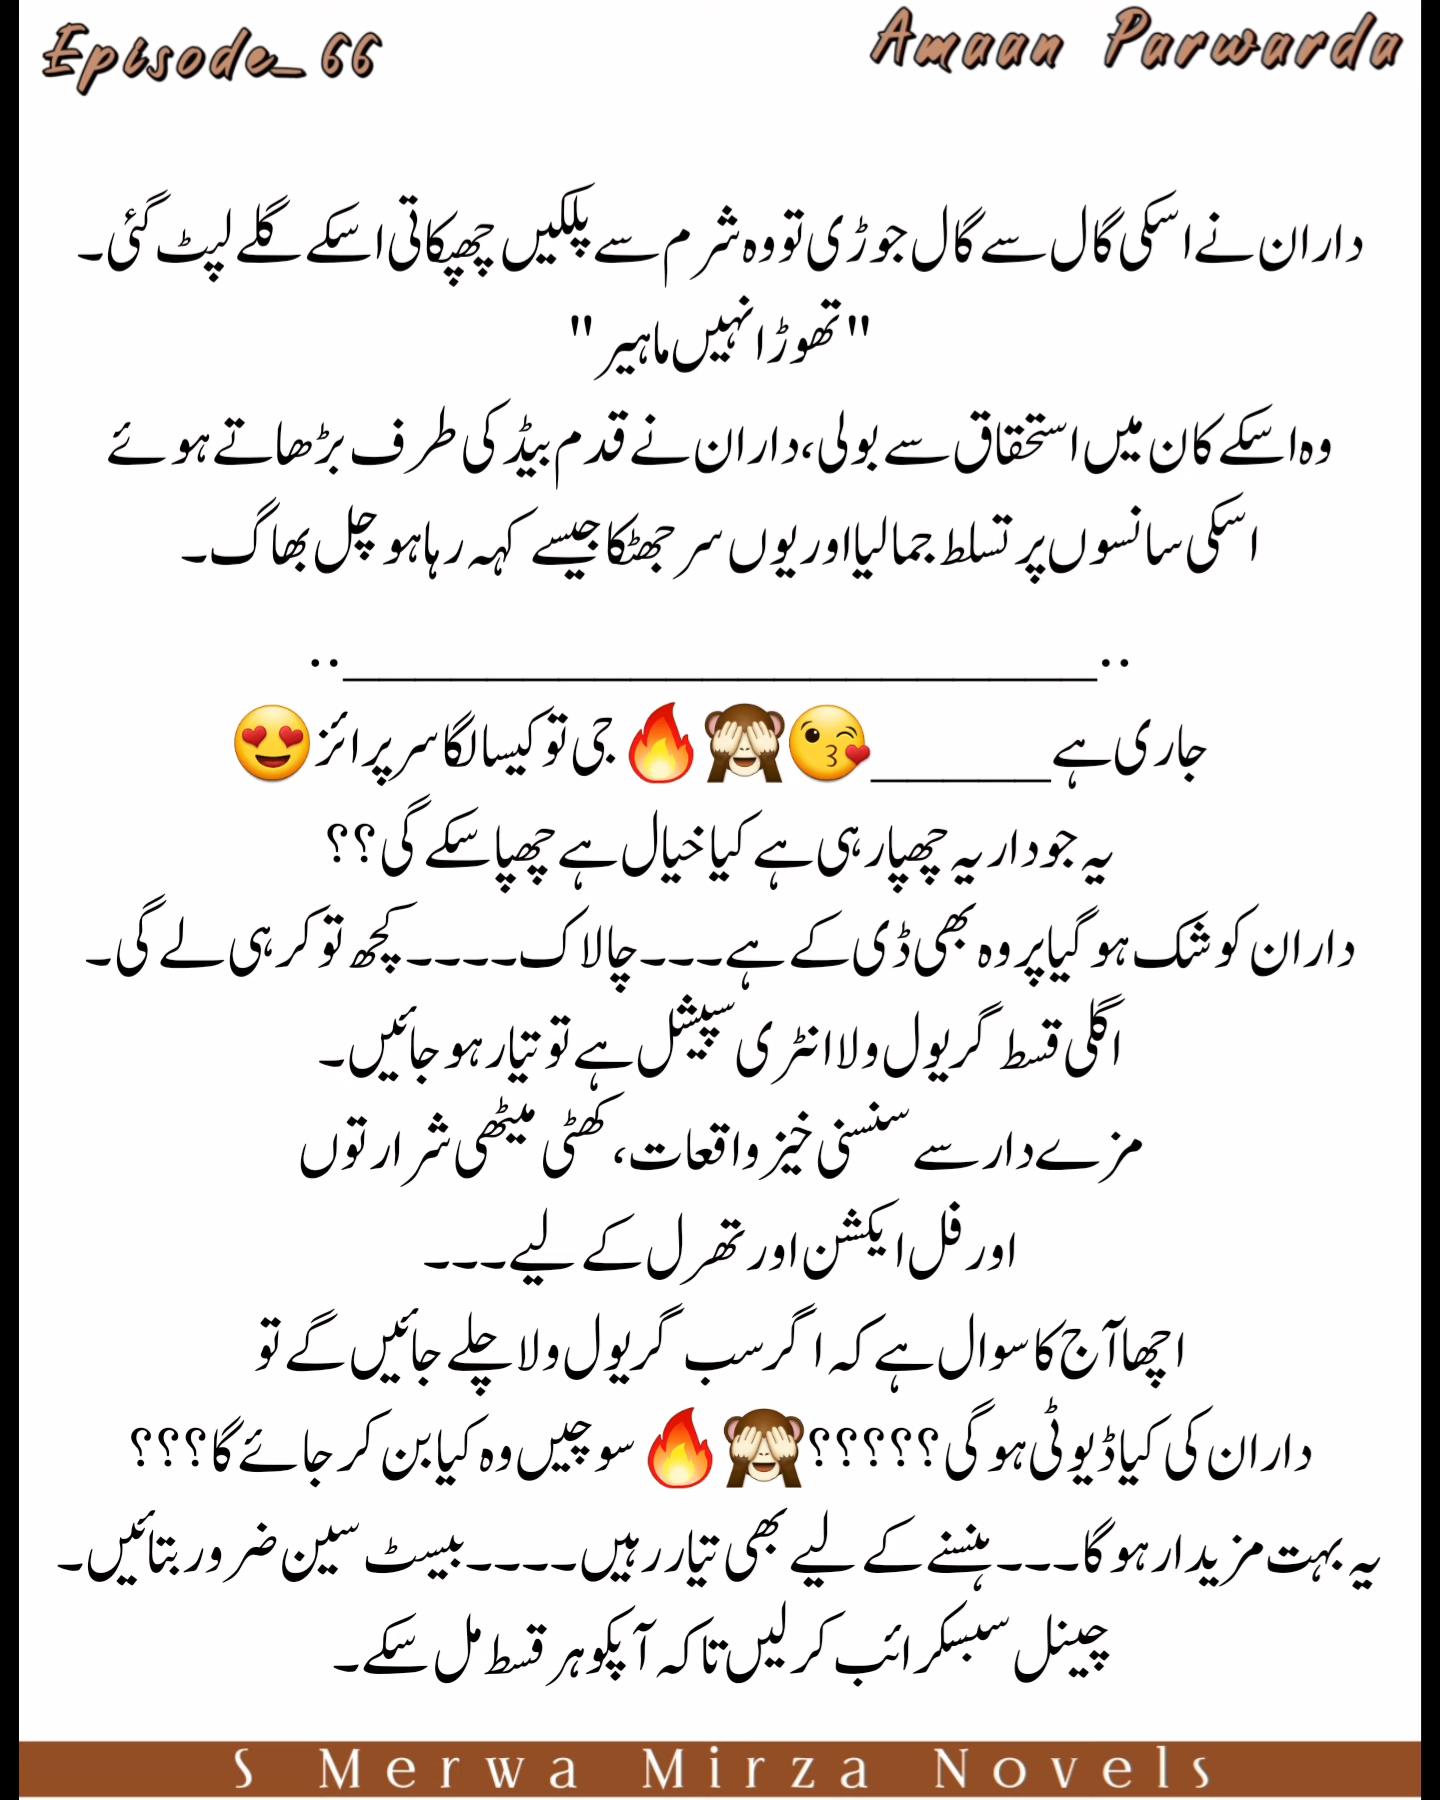 Episode_66
Amaan Parwarda
داران نے اسکی گال سے گال جوڑی تو وہ شرم سے پلکیں جھپکاتی اسکے گلے لپٹ گئی۔
"تھوڑا نہیں ماہیر"
وہ اسکے کان میں استحقاق سے بولی، داران نے قدم بیڈ کی طرف بڑھاتے ہوئے
اسکی سانسوں پر تسلط جما لیا اور یوں سر جھٹکا جیسے کہہ رہا ہو چل بھاگ۔
..______________________..
جاری ہے______😘🙈🔥 جی تو کیسا لگا سرپرائز😍
یہ جو داریہ چھپا رہی ہے کیا خیال ہے چھپا سکے گی؟؟
داران کو شک ہو گیا پر وہ بھی ڈی کے ہے۔۔۔چالاک۔۔۔۔کچھ تو کر ہی لے گی۔
اگلی قسط گریول ولا انٹری سپیشل ہے تو تیار ہو جائیں۔
مزے دار سے سنسنی خیز واقعات، کھٹی میٹھی شرارتوں
اور فل ایکشن اور تھرل کے لیے۔۔۔
اچھا آج کا سوال ہے کہ اگر سب گریول ولا چلے جائیں گے تو
داران کی کیا ڈیوٹی ہو گی؟؟؟؟؟🙈🔥 سوچیں وہ کیا بن کر جائے گا؟؟؟
یہ بہت مزیدار ہو گا۔۔۔ہنسنے کے لیے بھی تیار رہیں۔۔۔۔بیسٹ سین ضرور بتائیں۔
چینل سبسکرائب کر لیں تاکہ آپکو ہر قسط مل سکے۔
S Merwa Mirza Novels